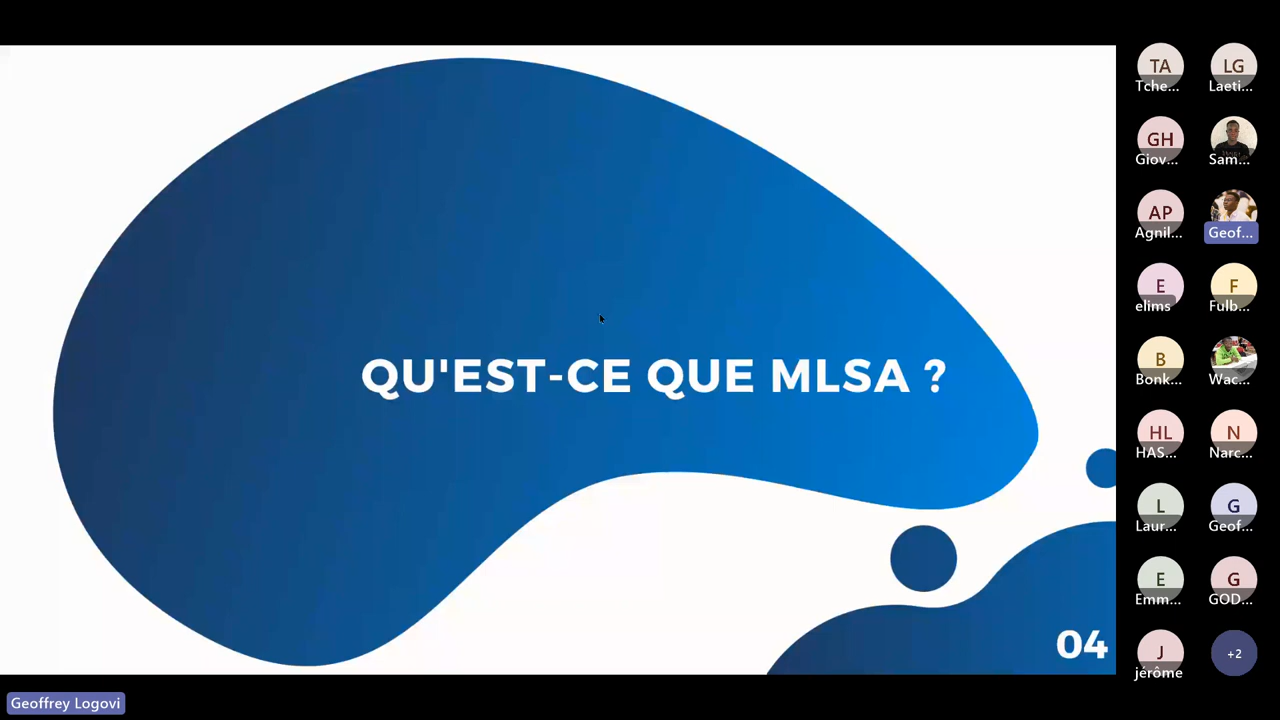 QU'EST-CE QUE MLSA ?
04
TA
Tche...
LG
Laeti...
GH
Giov...
Sam...
AP
Agnil...
Geof...
E
elims
F
Fulb...
B
Bonk...
Wac...
HL
HAS...
N
Narc...
L
Laur...
G
Geof...
E
Emm...
G
GOD...
J
jérôme
+2
Geoffrey Logovi